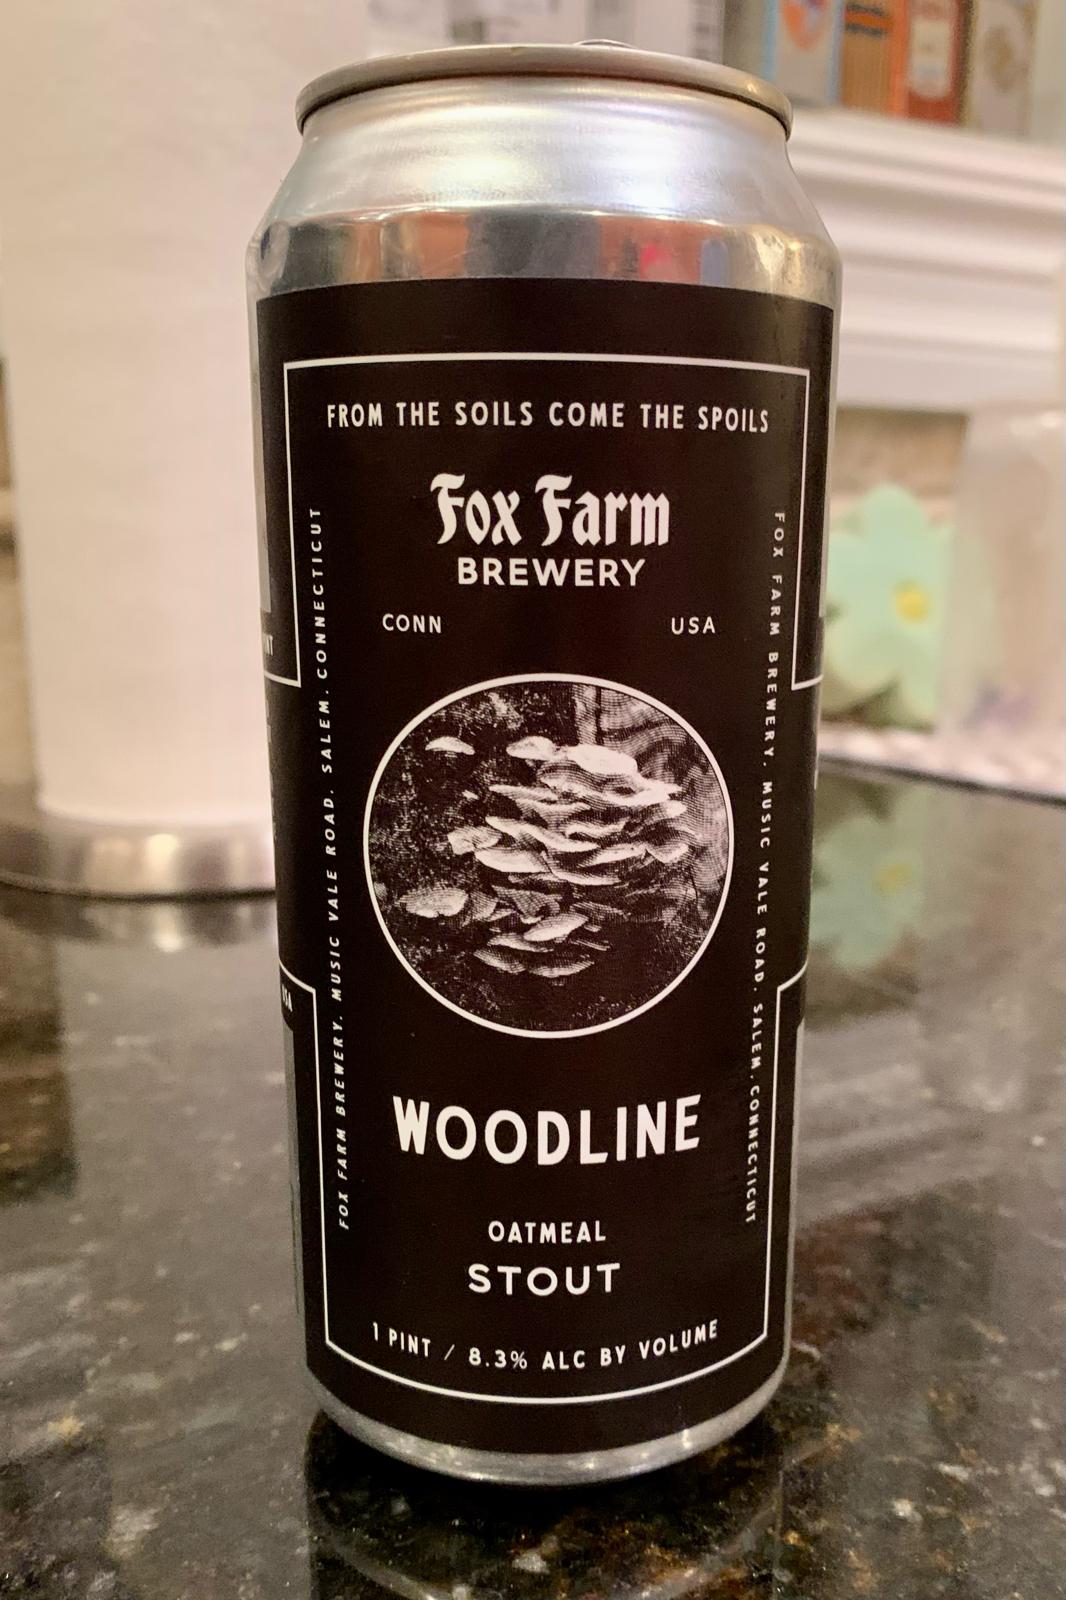 FROM THE SOILS COME THE SPOILS
Fox Farm
BREWERY
CONN
USA
FOX FARM BREWERY. MUSIC VALE ROAD. SALEM. CONNECTICUT
FOX FARM BREWERY. MUSIC VALE ROAD. SALEM. CONNECTICUT
WOODLINE
OATMEAL
STOUT
1 PINT / 8.3% ALC BY VOLUME
USA